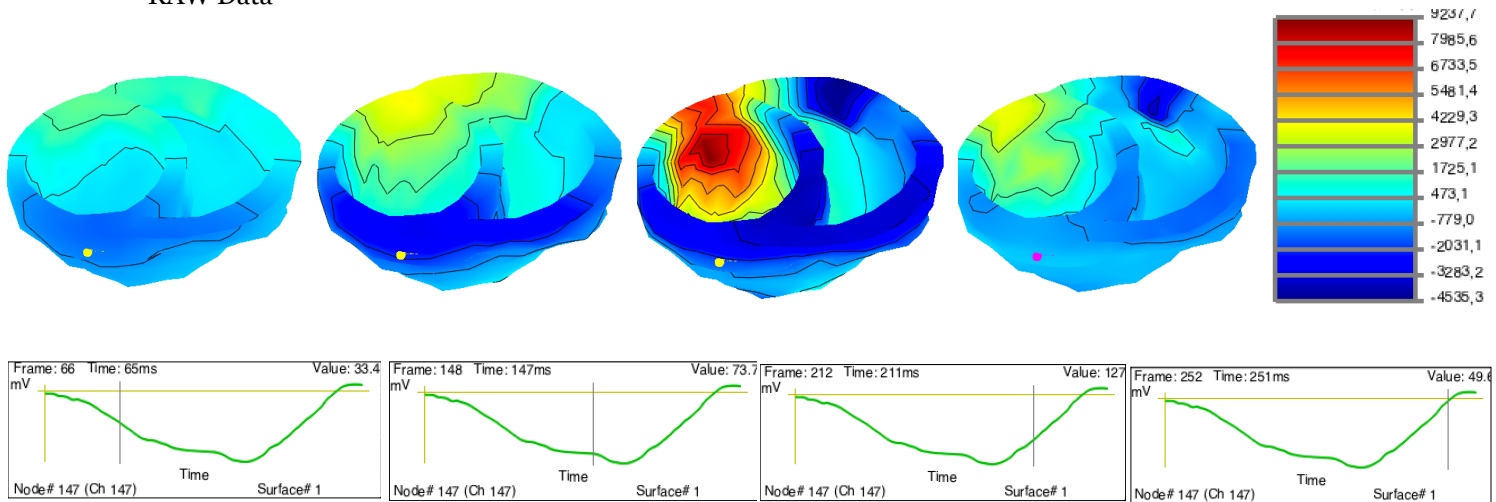 RAW Data
9237,7
7985,6
6733,5
5481,4
4229,3
2977,2
1725,1
473,1
-779,0
-2031,1
-3283,2
-4535,3
Frame: 66 Time: 65ms Value: 33.4
mV
Time
Node# 147 (Ch 147) Surface# 1
Frame: 148 Time: 147ms Value: 73.7
mV
Time
Node# 147 (Ch 147) Surface# 1
Frame: 212 Time: 211ms Value: 127
mV
Time
Node# 147 (Ch 147) Surface# 1
Frame: 252 Time: 251ms Value: 49.6
mV
Time
Node# 147 (Ch 147) Surface# 1